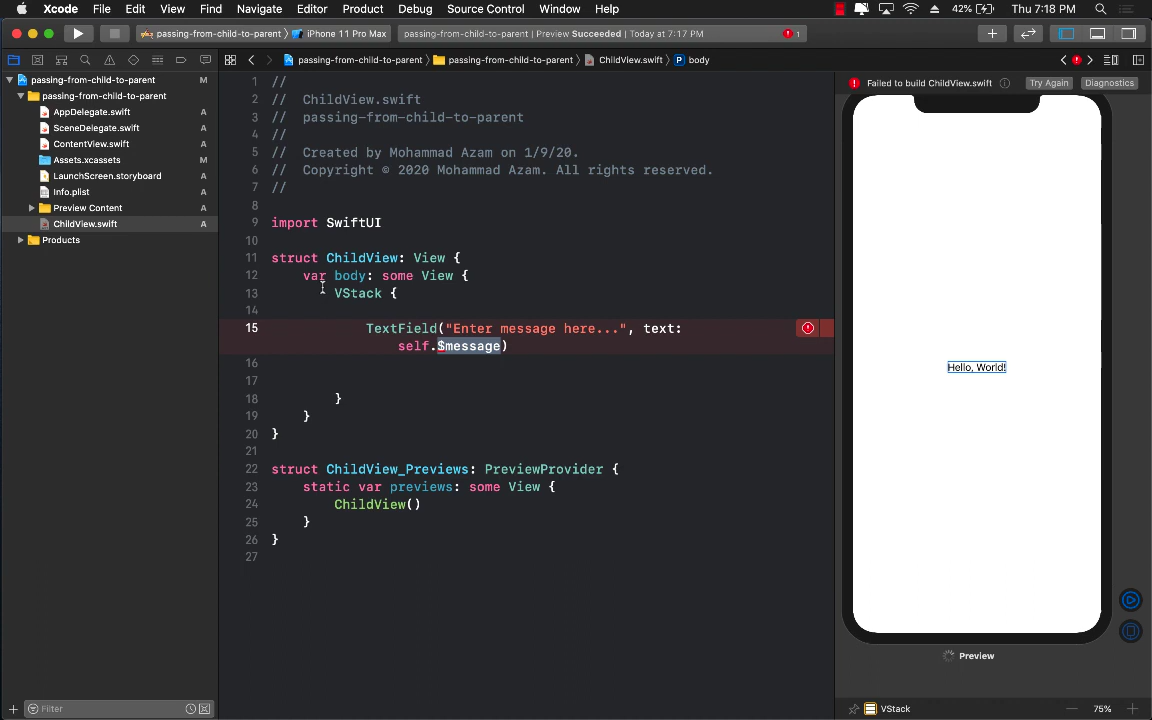 Xcode File Edit View Find Navigate Editor Product Debug Source Control Window Help 42% Thu 7:18 PM
passing-from-child-to-parent iPhone 11 Pro Max passing-from-child-to-parent | Preview Succeeded | Today at 7:17 PM 1
passing-from-child-to-parent passing-from-child-to-parent ChildView.swift P body
passing-from-child-to-parent M
passing-from-child-to-parent
AppDelegate.swift A
SceneDelegate.swift A
ContentView.swift A
Assets.xcassets M
LaunchScreen.storyboard A
Info.plist A
Preview Content A
ChildView.swift A
Products
1 //
2 // ChildView.swift
3 // passing-from-child-to-parent
4 //
5 // Created by Mohammad Azam on 1/9/20.
6 // Copyright © 2020 Mohammad Azam. All rights reserved.
7 //
8
9 import SwiftUI
10
11 struct ChildView: View {
12 var body: some View {
13 VStack {
14
15 TextField("Enter message here...", text:
self.$message)
16
17
18 }
19 }
20 }
21
22 struct ChildView_Previews: PreviewProvider {
23 static var previews: some View {
24 ChildView()
25 }
26 }
27
Failed to build ChildView.swift Try Again Diagnostics
Hello, World!
Preview
Filter
VStack 75%